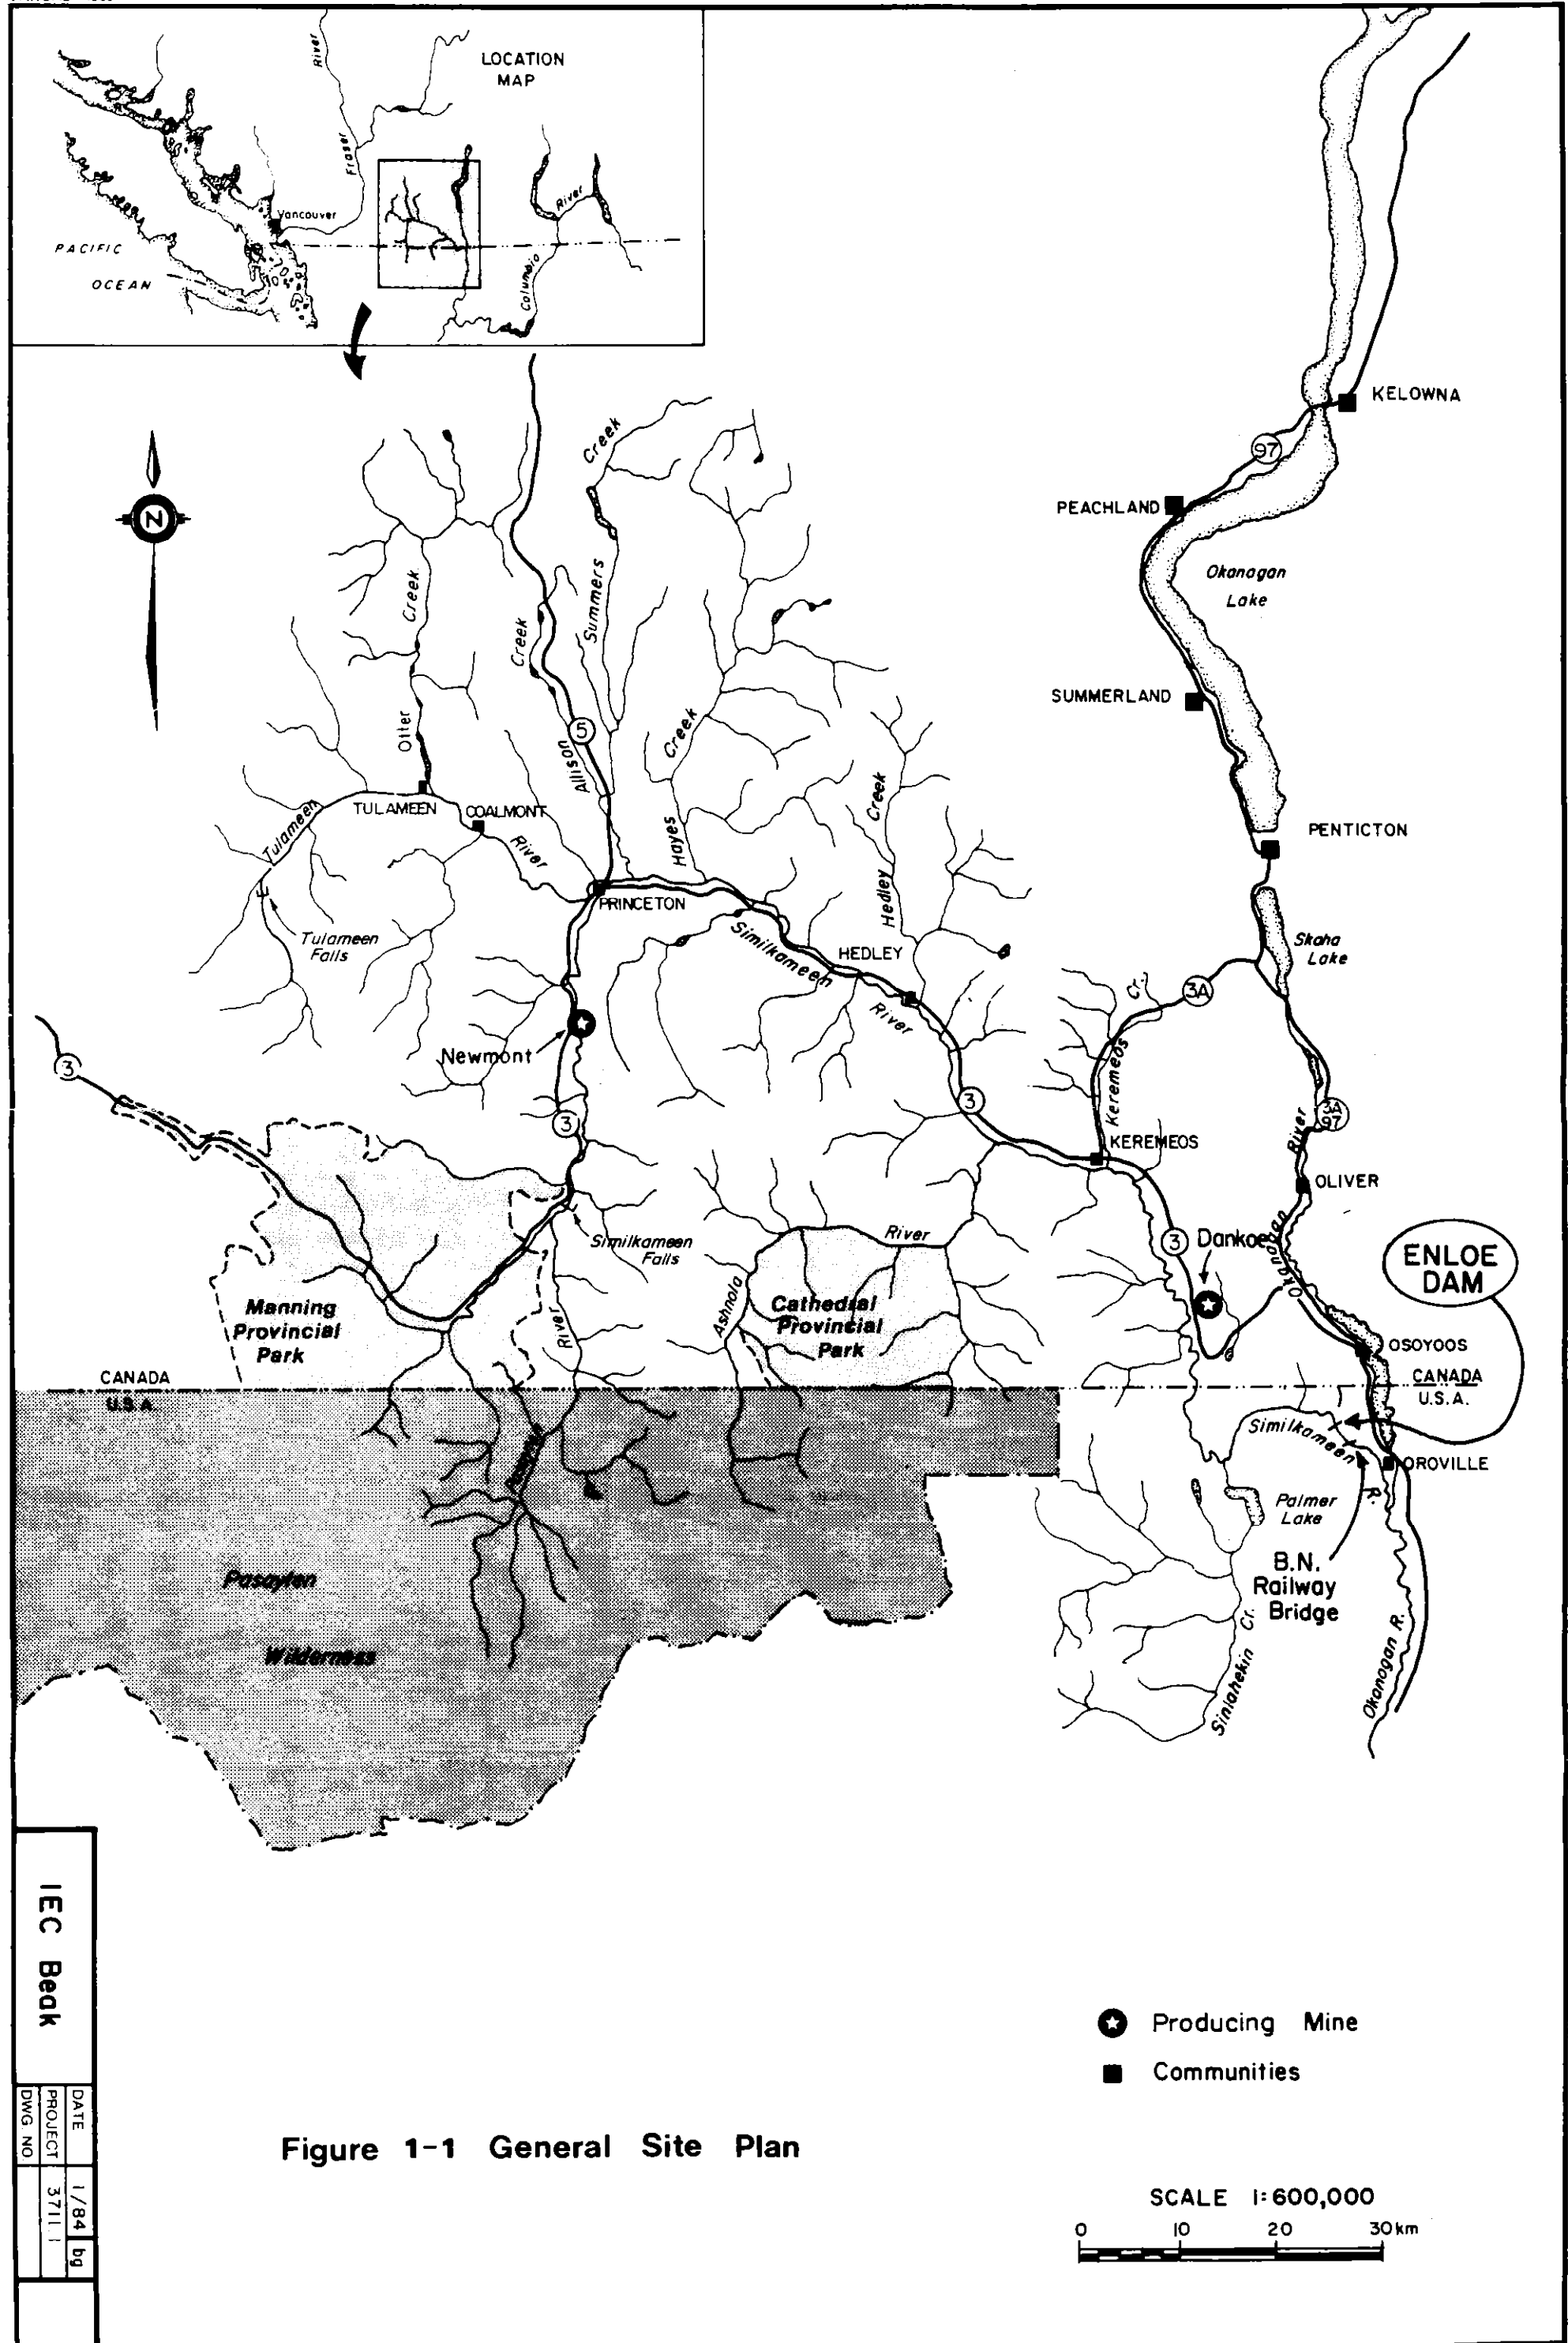 LOCATION
MAP
River
Fraser
Vancouver
River
Columbia
PACIFIC
OCEAN
N
KELOWNA
97
PEACHLAND
Okanagan
Lake
SUMMERLAND
PENTICTON
Skaha
Lake
Creek
Summers
Creek
Otter
Creek
Allison
5
Creek
Hayes
Creek
Hedley
Tulameen
TULAMEEN
COALMONT
River
PRINCETON
Tulameen
Falls
Similkameen
River
HEDLEY
Newmont
3
3
3
3A
Cr.
Keremeos
KEREMEOS
3A
97
River
OLIVER
Okanagan
3
Dankoe
ENLOE
DAM
Similkameen
Falls
River
River
Ashnola
Manning
Provincial
Park
Cathedral
Provincial
Park
OSOYOOS
CANADA
U.S.A.
CANADA
U.S.A.
Similkameen
R.
OROVILLE
Palmer
Lake
B.N.
Railway
Bridge
Sinlahekin Cr.
Okanogan R.
Pasayten
Pasayten
Wilderness
IEC Beak
DATE 1/84 bg
PROJECT 3711.1
DWG. NO.
Producing Mine
Communities
Figure 1-1 General Site Plan
SCALE 1:600,000
0 10 20 30 km